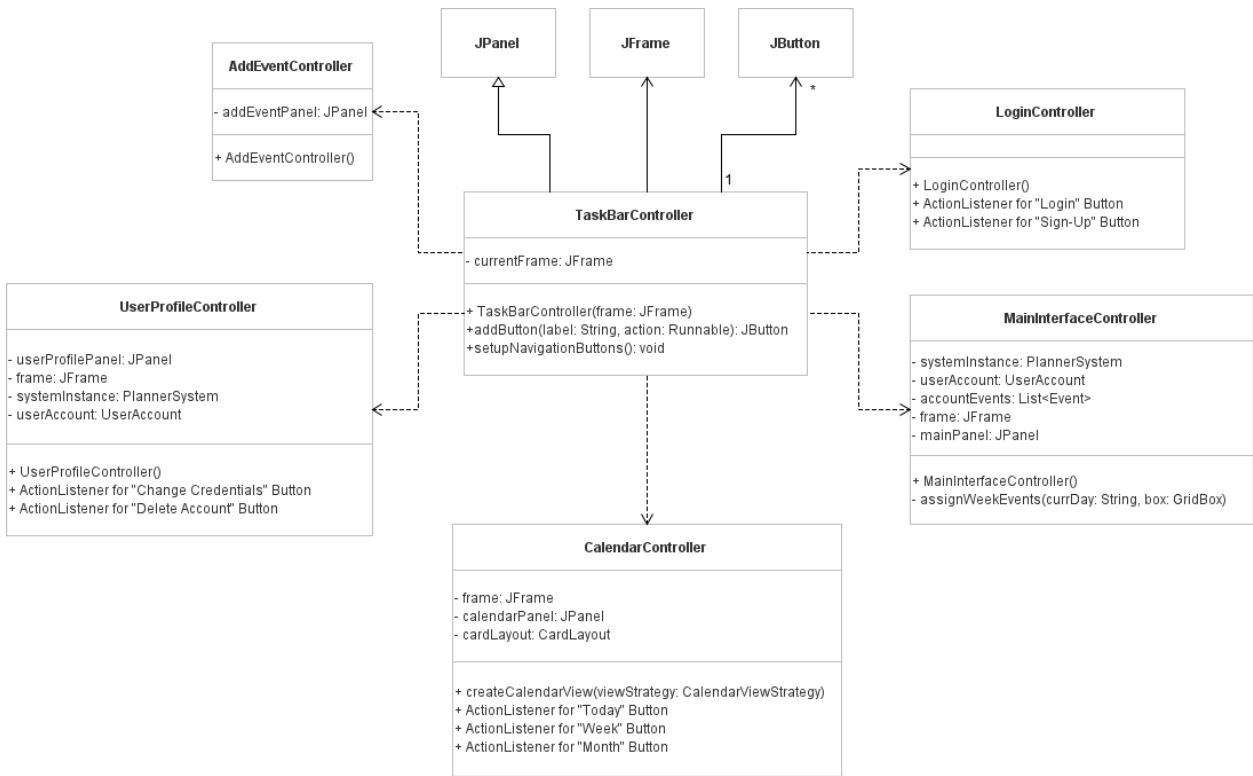 JPanel
JFrame
JButton
*
1
AddEventController
- addEventPanel: JPanel
+ AddEventController()
LoginController
+ LoginController()
+ ActionListener for "Login" Button
+ ActionListener for "Sign-Up" Button
TaskBarController
- currentFrame: JFrame
+ TaskBarController(frame: JFrame)
+addButton(label: String, action: Runnable): JButton
+setupNavigationButtons(): void
UserProfileController
- userProfilePanel: JPanel
- frame: JFrame
- systemInstance: PlannerSystem
- userAccount: UserAccount
+ UserProfileController()
+ ActionListener for "Change Credentials" Button
+ ActionListener for "Delete Account" Button
MainInterfaceController
- systemInstance: PlannerSystem
- userAccount: UserAccount
- accountEvents: List<Event>
- frame: JFrame
- mainPanel: JPanel
+ MainInterfaceController()
- assignWeekEvents(currDay: String, box: GridBox)
CalendarController
- frame: JFrame
- calendarPanel: JPanel
- cardLayout: CardLayout
+ createCalendarView(viewStrategy: CalendarViewStrategy)
+ ActionListener for "Today" Button
+ ActionListener for "Week" Button
+ ActionListener for "Month" Button